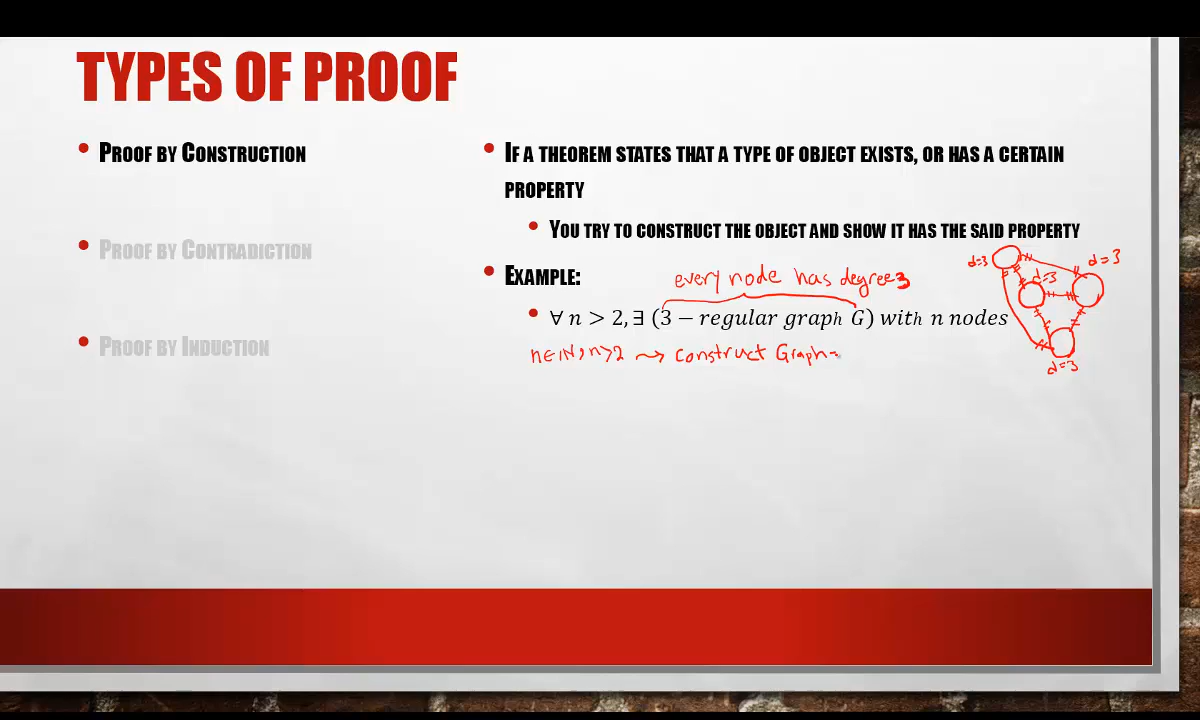 TYPES OF PROOF
• PROOF BY CONSTRUCTION
• PROOF BY CONTRADICTION
• PROOF BY INDUCTION
• IF A THEOREM STATES THAT A TYPE OF OBJECT EXISTS, OR HAS A CERTAIN
PROPERTY
• YOU TRY TO CONSTRUCT THE OBJECT AND SHOW IT HAS THE SAID PROPERTY
• EXAMPLE:
every node has degree 3
• ∀ n > 2, ∃ (3 − regular graph G) with n nodes
n∈ℕ, n>2 ⤳ construct Graph
d=3
d=3
d=3
d=3